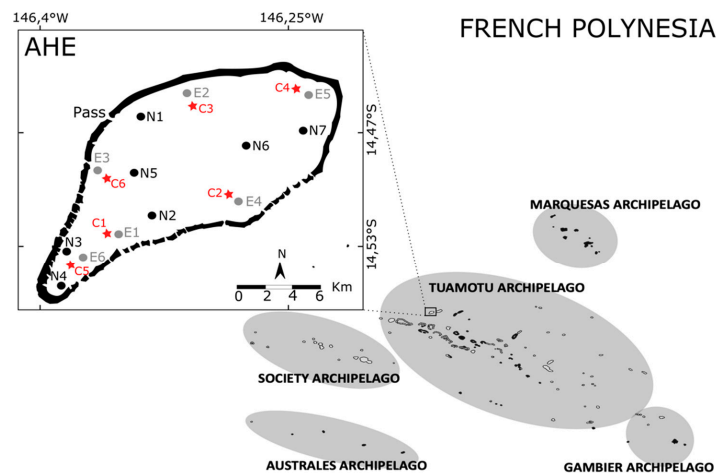 146,4°W
146,25°W
FRENCH POLYNESIA
AHE
C4
E2
E5
C3
Pass
N1
14,47°S
N7
N6
E3
N5
C6
C2
E4
N2
MARQUESAS ARCHIPELAGO
C1
E1
N3
14,53°S
E6
N
C5
N4
0 2 4 6 Km
TUAMOTU ARCHIPELAGO
SOCIETY ARCHIPELAGO
AUSTRALES ARCHIPELAGO
GAMBIER ARCHIPELAGO